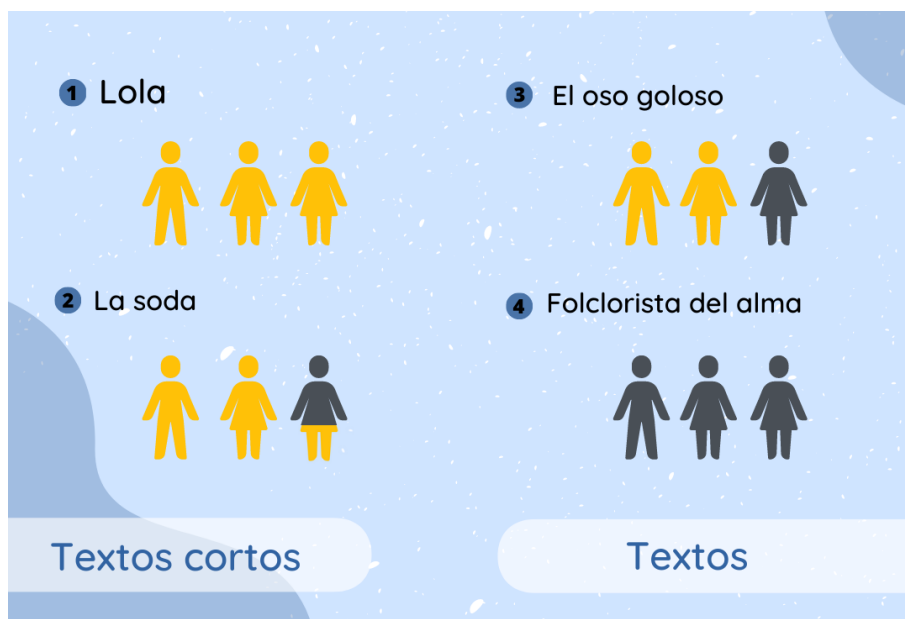 1 Lola
2 La soda
3 El oso goloso
4 Folclorista del alma
Textos cortos
Textos